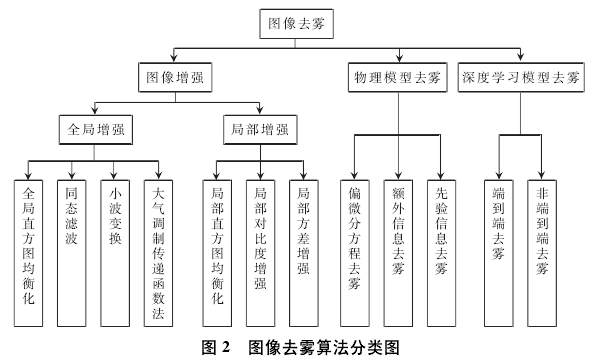 图像去雾
图像增强
物理模型去雾
深度学习模型去雾
全局增强
局部增强
全局直方图均衡化
同态滤波
小波变换
大气调制传递函数法
局部直方图均衡化
局部对比度增强
局部方差增强
偏微分方程去雾
额外信息去雾
先验信息去雾
端到端去雾
非端到端去雾
图 2 图像去雾算法分类图